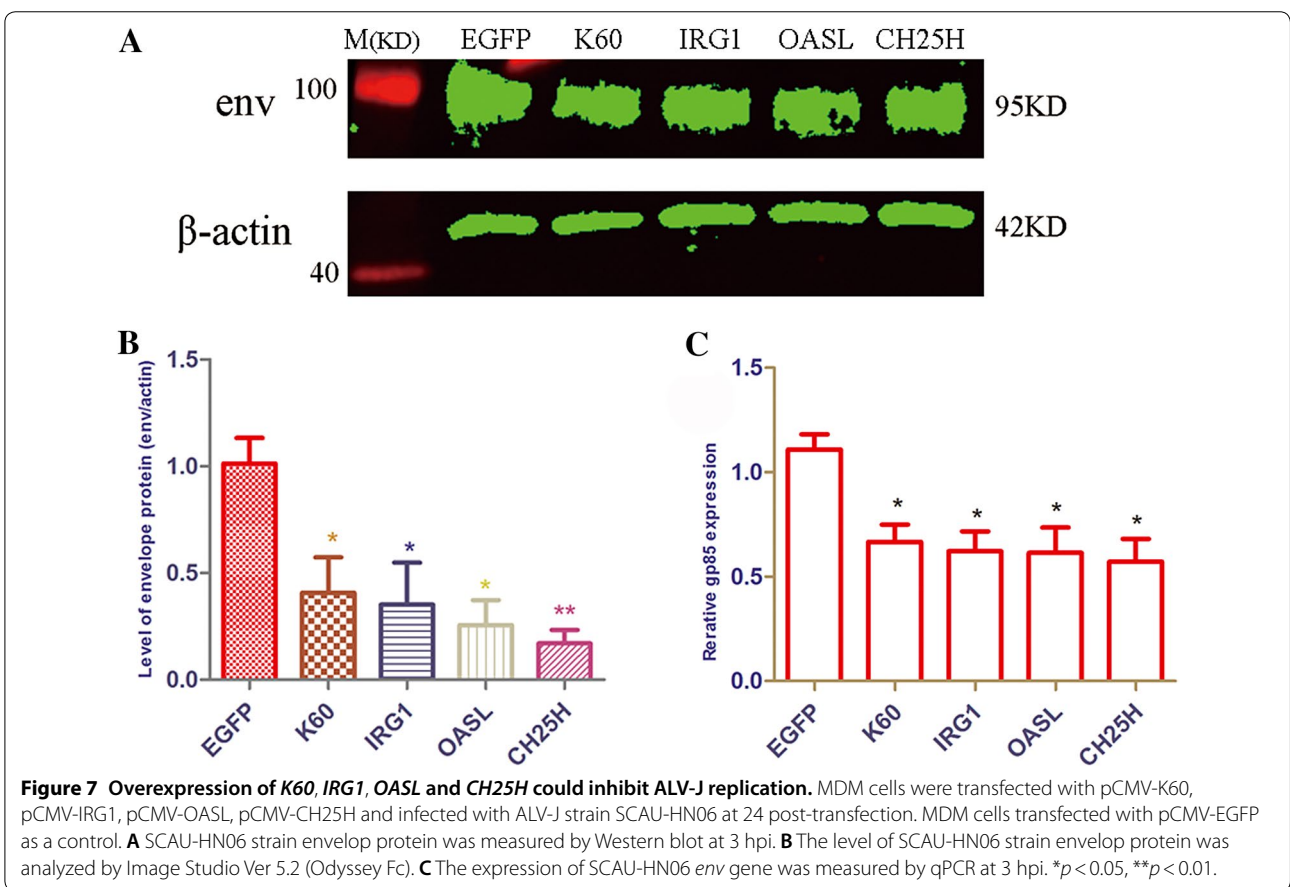 A
M(KD) EGFP K60 IRG1 OASL CH25H
env 100 95KD
β-actin 42KD
40
B
Level of envelope protein (env/actin)
1.5
1.0
0.5
0.0
*
*
*
**
EGFP K60 IRG1 OASL CH25H
C
Rerative gp85 expression
1.5
1.0
0.5
0.0
*
*
*
*
EGFP K60 IRG1 OASL CH25H
Figure 7 Overexpression of K60, IRG1, OASL and CH25H could inhibit ALV-J replication. MDM cells were transfected with pCMV-K60,
pCMV-IRG1, pCMV-OASL, pCMV-CH25H and infected with ALV-J strain SCAU-HN06 at 24 post-transfection. MDM cells transfected with pCMV-EGFP
as a control. A SCAU-HN06 strain envelop protein was measured by Western blot at 3 hpi. B The level of SCAU-HN06 strain envelop protein was
analyzed by Image Studio Ver 5.2 (Odyssey Fc). C The expression of SCAU-HN06 env gene was measured by qPCR at 3 hpi. *p < 0.05, **p < 0.01.